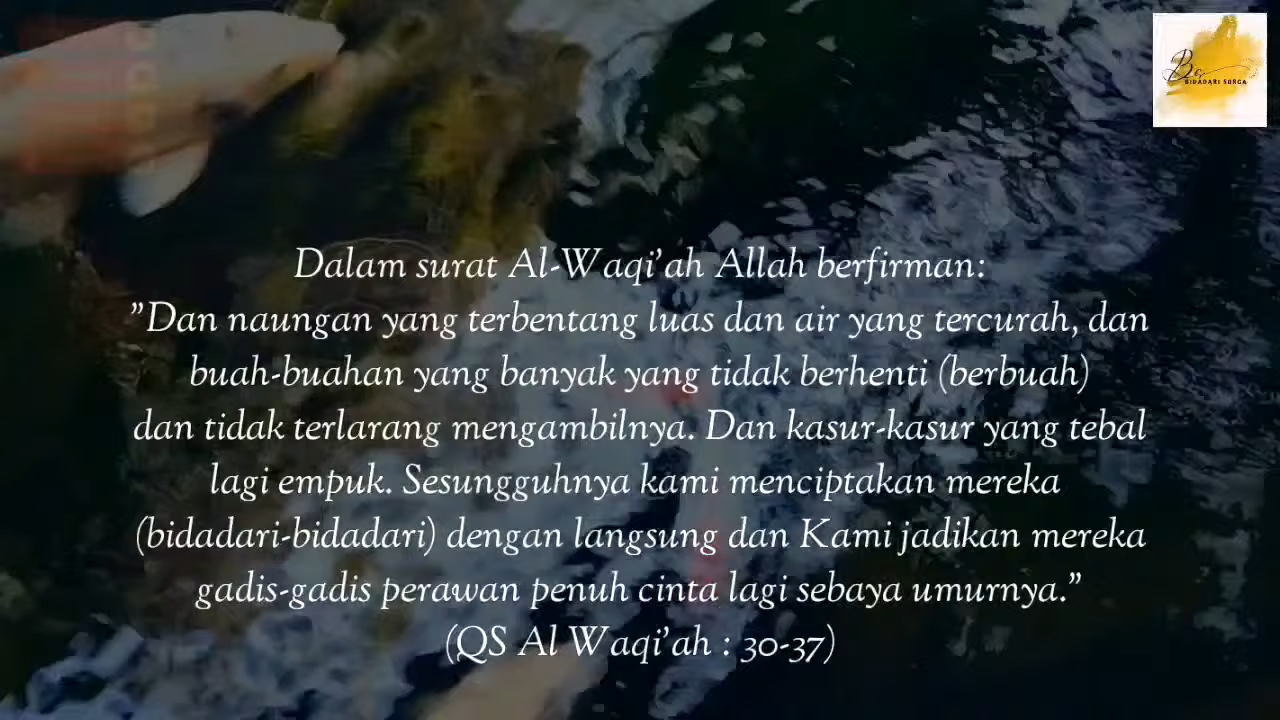 Bs
BIDADARI SURGA
Dalam surat Al-Waqi'ah Allah berfirman:
"Dan naungan yang terbentang luas dan air yang tercurah, dan
buah-buahan yang banyak yang tidak berhenti (berbuah)
dan tidak terlarang mengambilnya. Dan kasur-kasur yang tebal
lagi empuk. Sesungguhnya kami menciptakan mereka
(bidadari-bidadari) dengan langsung dan Kami jadikan mereka
gadis-gadis perawan penuh cinta lagi sebaya umurnya."
(QS Al Waqi'ah : 30-37)